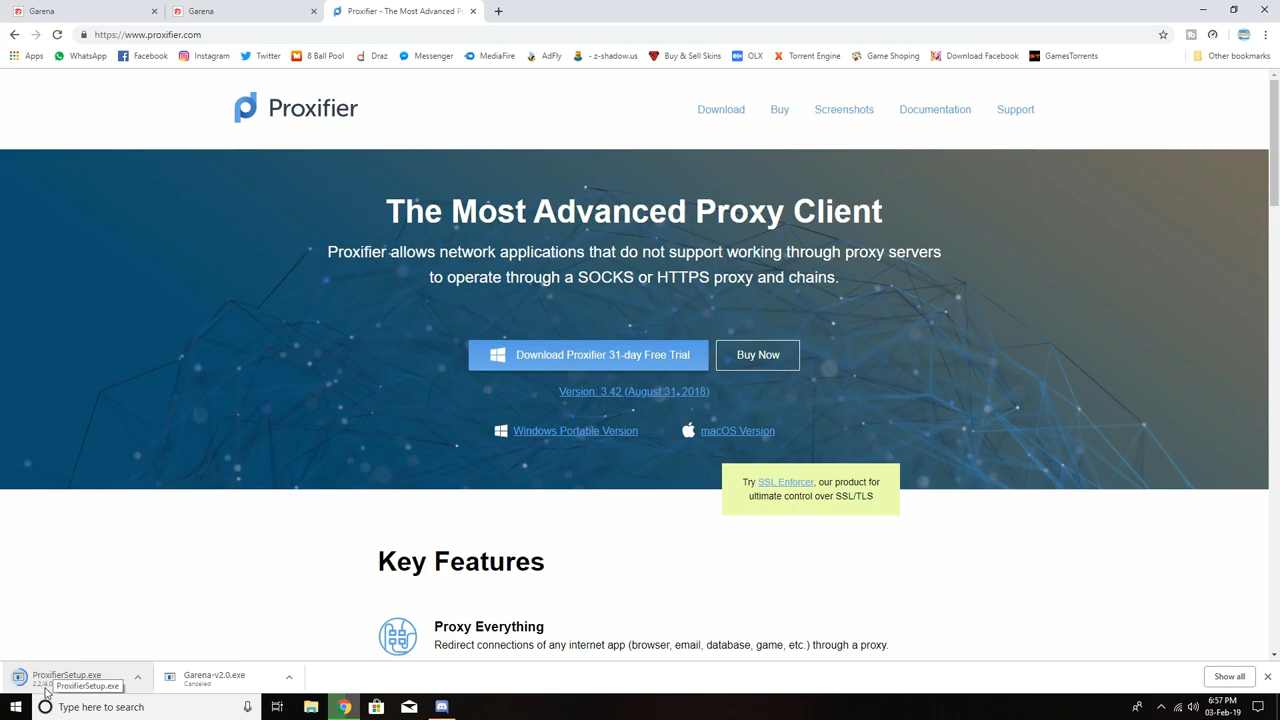 Garena
Garena
Proxifier - The Most Advanced P
https://www.proxifier.com
Apps
WhatsApp
Facebook
Instagram
Twitter
8 Ball Pool
Draz
Messenger
MediaFire
AdFly
- z-shadow.us
Buy & Sell Skins
OLX
Torrent Engine
Game Shoping
Download Facebook
GamesTorrents
Other bookmarks
Proxifier
Download
Buy
Screenshots
Documentation
Support
The Most Advanced Proxy Client
Proxifier allows network applications that do not support working through proxy servers
to operate through a SOCKS or HTTPS proxy and chains.
Download Proxifier 31-day Free Trial
Buy Now
Version: 3.42 (August 31, 2018)
Windows Portable Version
macOS Version
Try SSL Enforcer, our product for
ultimate control over SSL/TLS
Key Features
Proxy Everything
Redirect connections of any internet app (browser, email, database, game, etc.) through a proxy.
ProxifierSetup.exe
ProxifierSetup.exe
Garena-v2.0.exe
Canceled
Show all
Type here to search
6:57 PM
03-Feb-19